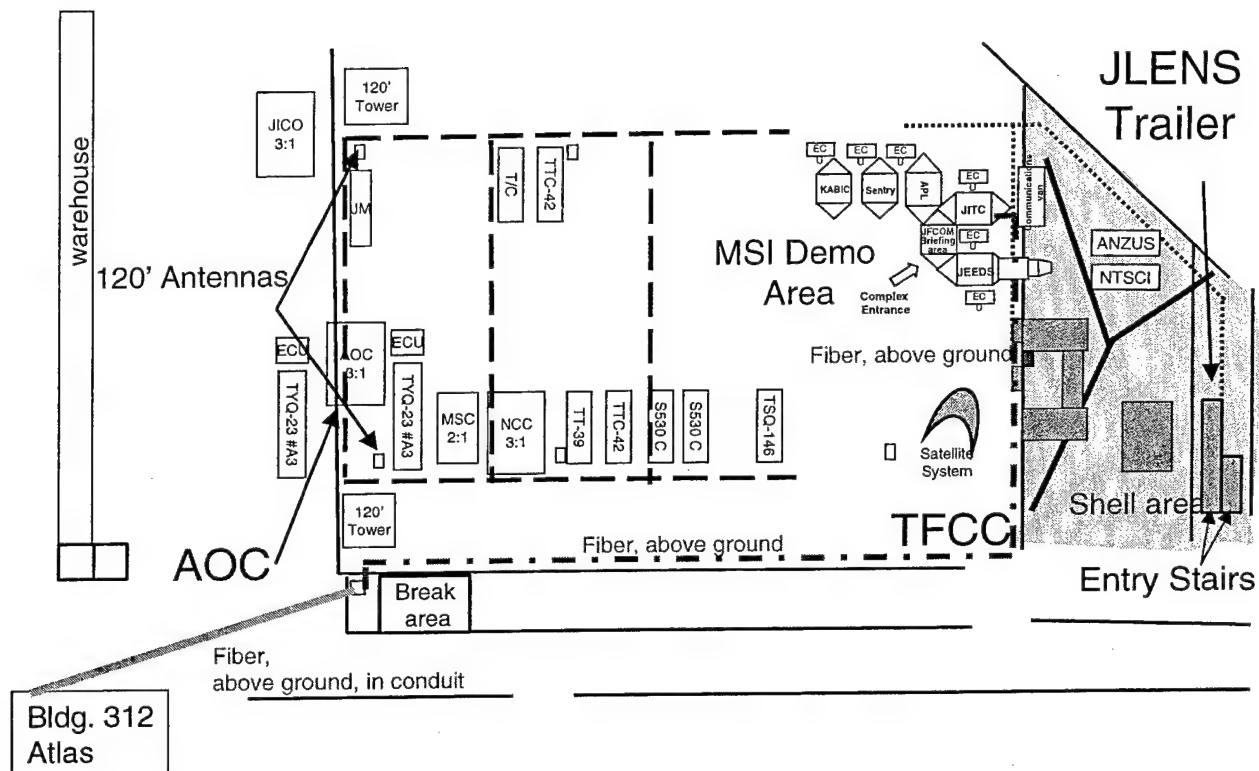 warehouse
JICO
3:1
120'
Tower
JM
T/C
TTC-42
120' Antennas
EC
EC
EC
KABIC
Sentry
APL
EC
JITC
JFCOM
Briefing
area
EC
JEEDS
EC
Communications
van
MSI Demo
Area
Complex
Entrance
JLENS
Trailer
ANZUS
NTSCI
Fiber, above ground
ECU
AOC
3:1
ECU
TYQ-23 #A3
TYQ-23 #A3
MSC
2:1
NCC
3:1
TT-39
TTC-42
S530 C
S530 C
TSQ-146
Satellite
System
120'
Tower
AOC
Fiber, above ground
TFCC
Shell area
Entry Stairs
Break
area
Fiber,
above ground, in conduit
Bldg. 312
Atlas